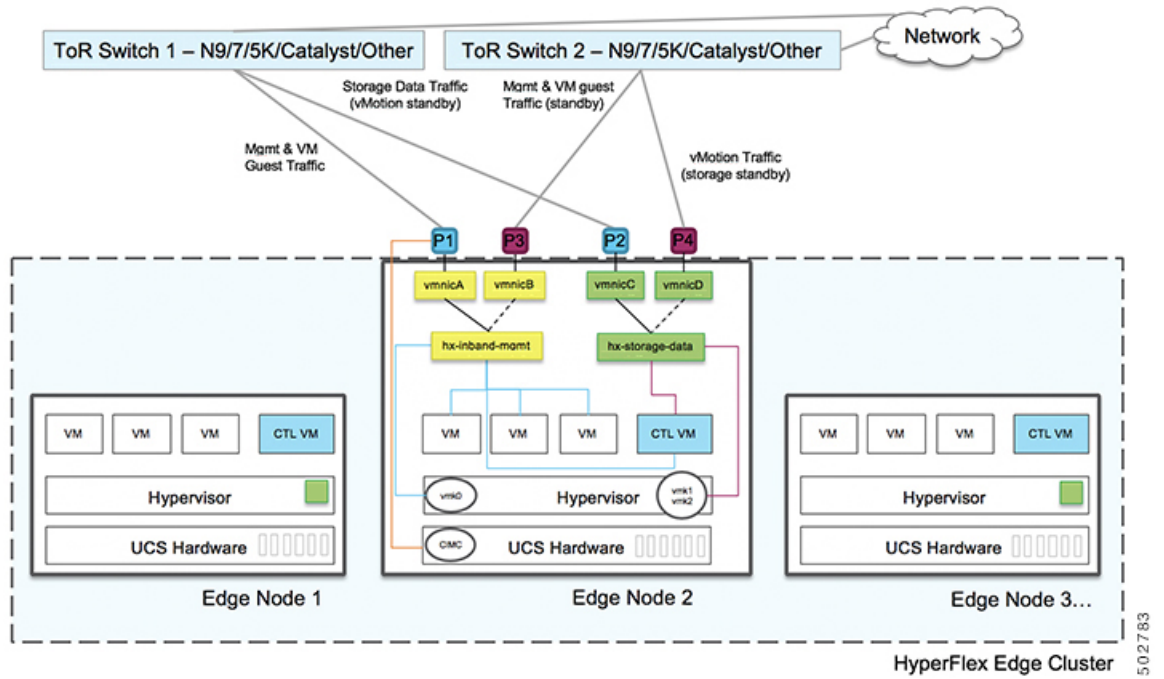 ToR Switch 1 – N9/7/5K/Catalyst/Other
ToR Switch 2 – N9/7/5K/Catalyst/Other
Network
Storage Data Traffic
(vMotion standby)
Mgmt & VM guest
Traffic (standby)
Mgmt & VM
Guest Traffic
vMotion Traffic
(storage standby)
P1
P3
P2
P4
vmnicA
vmnicB
vmnicC
vmnicD
hx-inband-mgmt
hx-storage-data
VM
VM
VM
CTL VM
Hypervisor
UCS Hardware
Edge Node 1
VM
VM
VM
CTL VM
vmk0
Hypervisor
vmk1
vmk2
CIMC
UCS Hardware
Edge Node 2
VM
VM
VM
CTL VM
Hypervisor
UCS Hardware
Edge Node 3...
HyperFlex Edge Cluster
502783